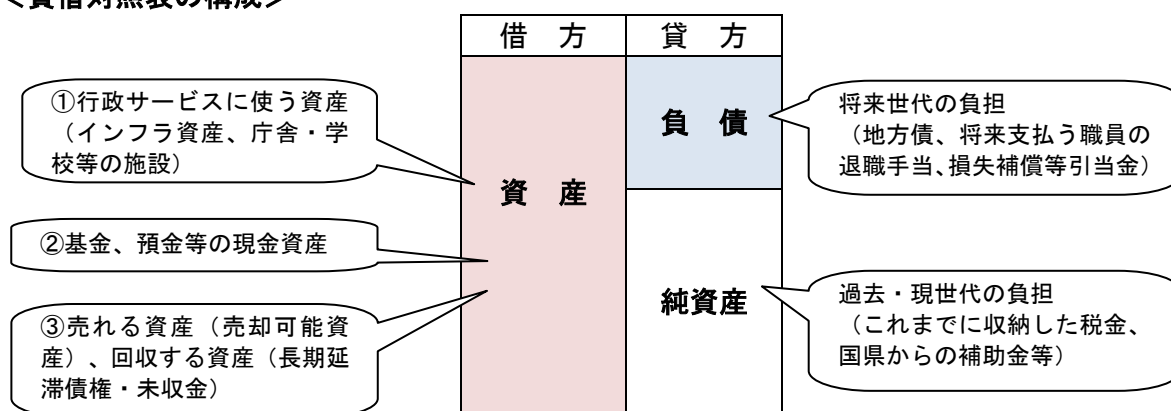 ＜貸借対照表の構成＞
借　方
貸　方
①行政サービスに使う資産
（インフラ資産、庁舎・学
校等の施設）
②基金、預金等の現金資産
③売れる資産（売却可能資
産）、回収する資産（長期延
滞債権・未収金）
資　産
負　債
純資産
将来世代の負担
（地方債、将来支払う職員の
退職手当、損失補償等引当金）
過去・現世代の負担
（これまでに収納した税金、
国県からの補助金等）